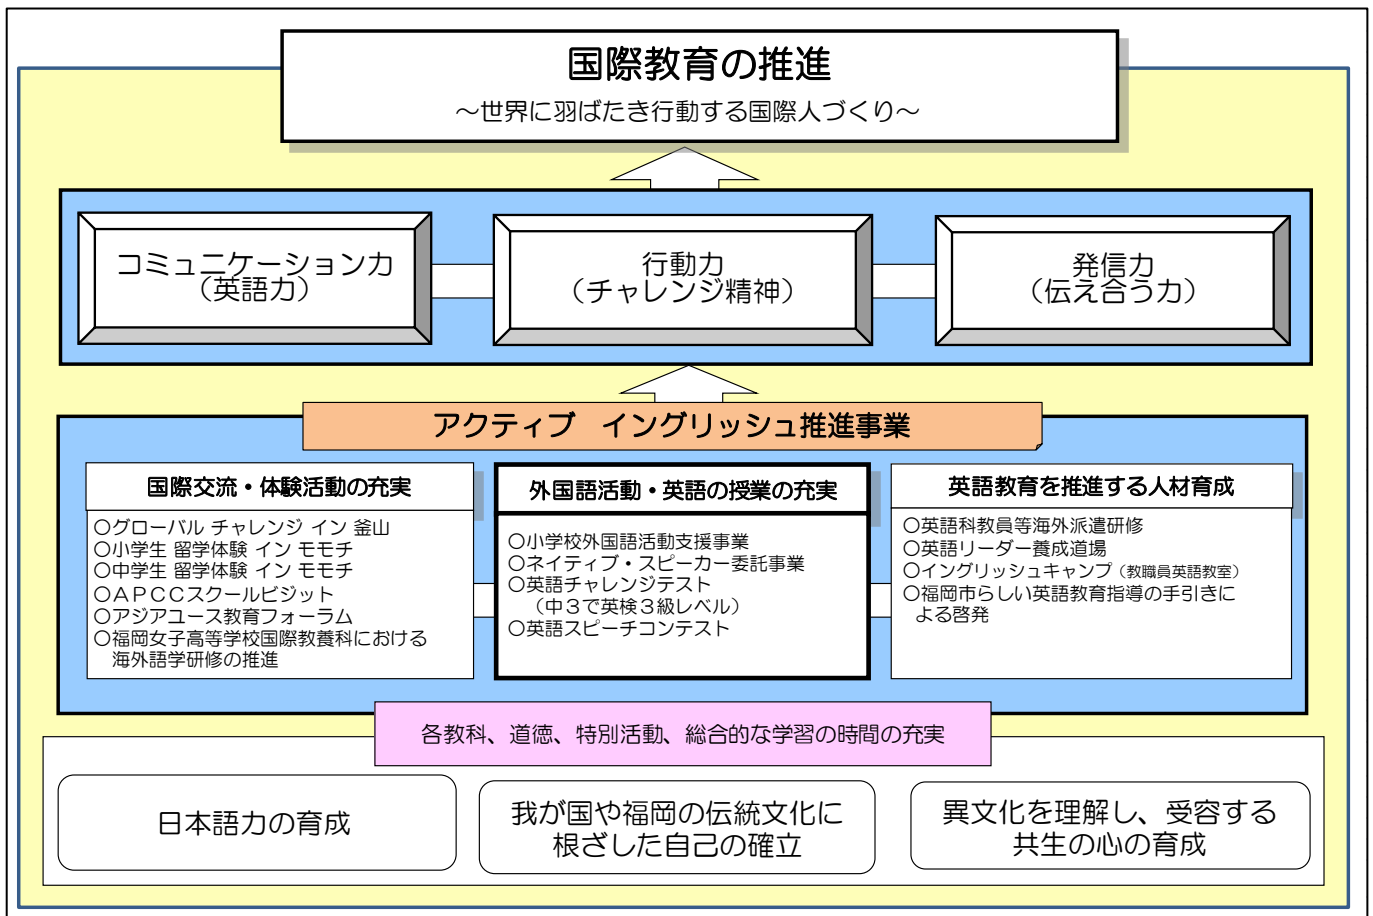 国際教育の推進
～世界に羽ばたき行動する国際人づくり～
コミュニケーション力
（英語力）
行動力
（チャレンジ精神）
発信力
（伝え合う力）
アクティブ　イングリッシュ推進事業
国際交流・体験活動の充実
○グローバル チャレンジ イン 釜山
○小学生 留学体験 イン モモチ
○中学生 留学体験 イン モモチ
○ＡＰＣＣスクールビジット
○アジアユース教育フォーラム
○福岡女子高等学校国際教養科における
海外語学研修の推進
外国語活動・英語の授業の充実
○小学校外国語活動支援事業
○ネイティブ・スピーカー委託事業
○英語チャレンジテスト
（中３で英検３級レベル）
○英語スピーチコンテスト
英語教育を推進する人材育成
○英語科教員等海外派遣研修
○英語リーダー養成道場
○イングリッシュキャンプ（教職員英語教室）
○福岡市らしい英語教育指導の手引きに
よる啓発
各教科、道徳、特別活動、総合的な学習の時間の充実
日本語力の育成
我が国や福岡の伝統文化に
根ざした自己の確立
異文化を理解し、受容する
共生の心の育成